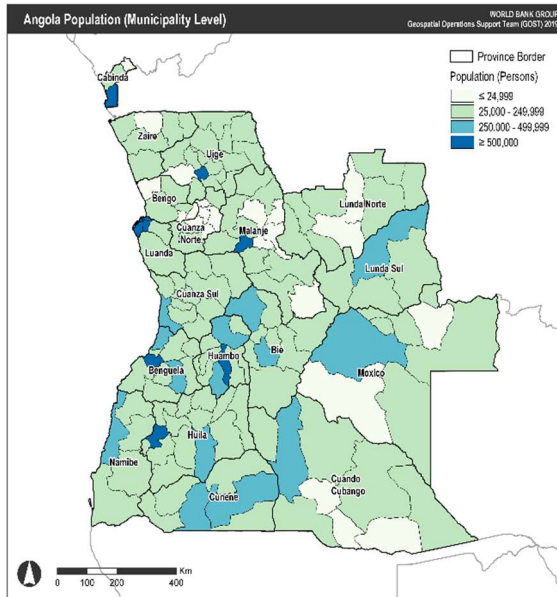 Angola Population (Municipality Level)
WORLD BANK GROUP
Geospatial Operations Support Team (GOST) 2019
Province Border
Population (Persons)
≤ 24,999
25,000 - 249,999
250.000 - 499,999
≥ 500,000
Cabinda
Zaire
Uige
Bengo
Lunda Norte
Cuanza
Norte
Malanje
Luanda
Lunda Sul
Cuanza Sul
Huambo
Bie
Benguela
Moxico
Huila
Namibe
Cunene
Cuando
Cubango
0 100 200 400 Km